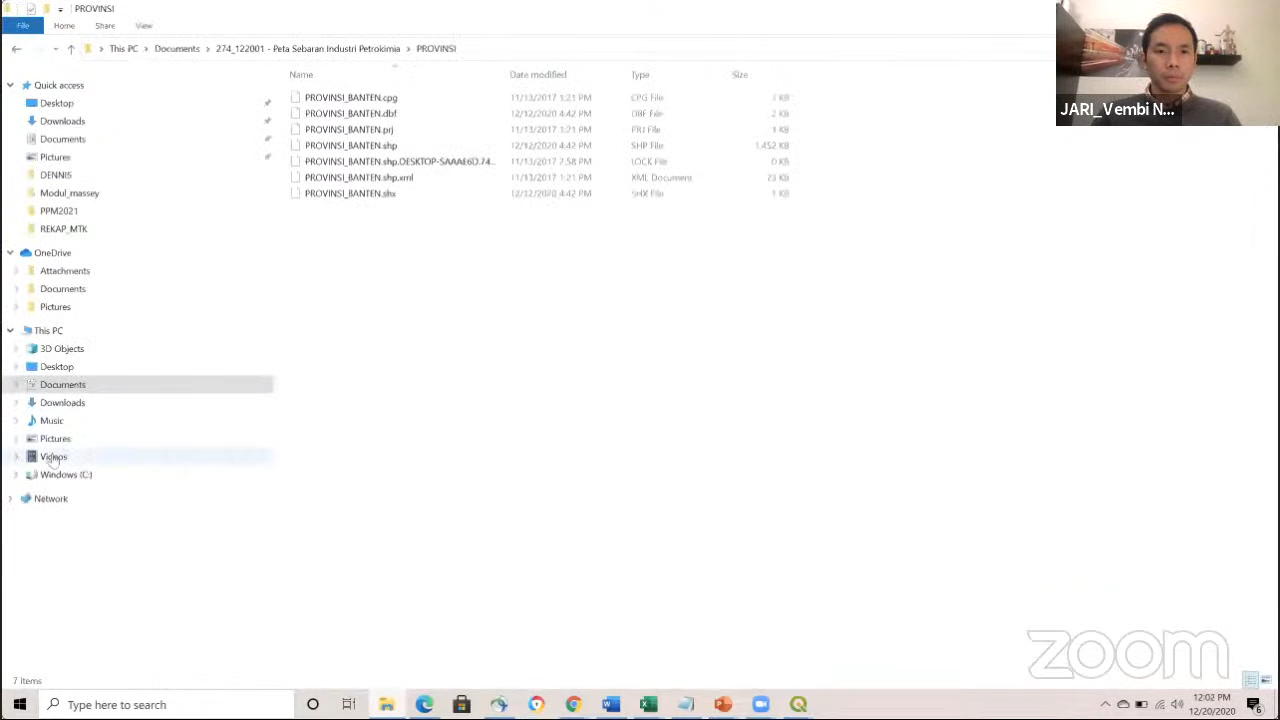 PROVINSI
File Home Share View
This PC Documents 274_122001 - Peta Sebaran Industri Petrokimia PROVINSI
Name Date modified Type Size
PROVINSI_BANTEN.cpg 11/13/2017 1:21 PM CPG File 1 KB
PROVINSI_BANTEN.dbf 12/12/2020 4:42 PM DBF File 2 KB
PROVINSI_BANTEN.prj 11/13/2017 1:21 PM PRJ File 1 KB
PROVINSI_BANTEN.shp 12/12/2020 4:42 PM SHP File 1,452 KB
PROVINSI_BANTEN.shp.DESKTOP-SAAAE6D.74... 11/13/2017 2:58 PM LOCK File 0 KB
PROVINSI_BANTEN.shp.xml 11/13/2017 1:21 PM XML Document 23 KB
PROVINSI_BANTEN.shx 12/12/2020 4:42 PM SHX File 1 KB
Quick access
Desktop
Downloads
Documents
Pictures
DENNIS
Modul_massey
PPM2021
REKAP_MTK
OneDrive
Attachments
Documents
Pictures
This PC
3D Objects
Desktop
Documents
Downloads
Music
Pictures
Videos
Windows (C:)
Network
7 items
JARI_Vembi N...
zoom
Type here to search
12:02 PM
12/20/2020
6